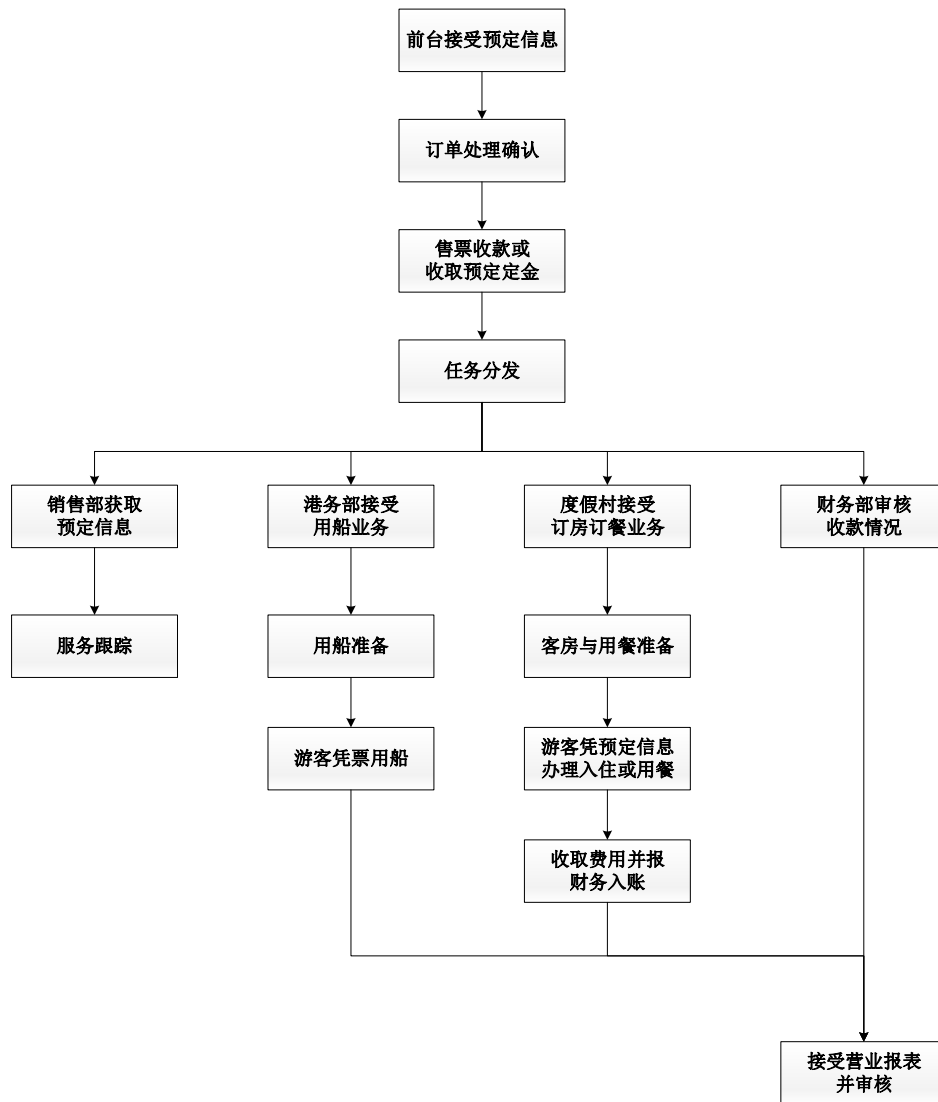 前台接受预定信息
订单处理确认
售票收款或
收取预定定金
任务分发
销售部获取
预定信息
港务部接受
用船业务
度假村接受
订房订餐业务
财务部审核
收款情况
服务跟踪
用船准备
客房与用餐准备
游客凭票用船
游客凭预定信息
办理入住或用餐
收取费用并报
财务入账
接受营业报表
并审核